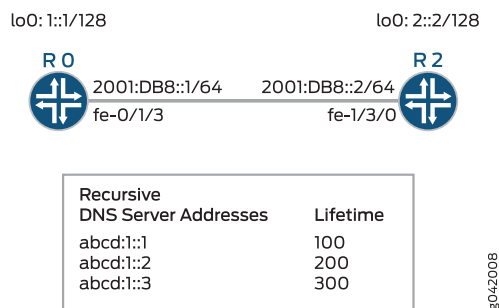 lo0: 1::1/128 lo0: 2::2/128
R 0 R 2
2001:DB8::1/64 2001:DB8::2/64
fe-0/1/3 fe-1/3/0
Recursive
DNS Server Addresses Lifetime
abcd:1::1 100
abcd:1::2 200
abcd:1::3 300
g042008